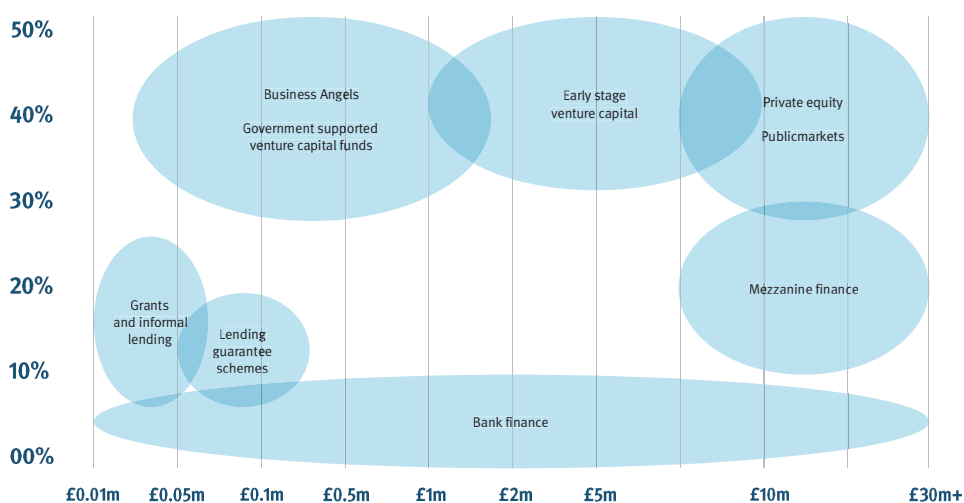 50%
40%
30%
20%
10%
00%
Business Angels
Government supported
venture capital funds
Early stage
venture capital
Private equity
Publicmarkets
Grants
and informal
lending
Lending
guarantee
schemes
Mezzanine finance
Bank finance
£0.01m £0.05m £0.1m £0.5m £1m £2m £5m £10m £30m+